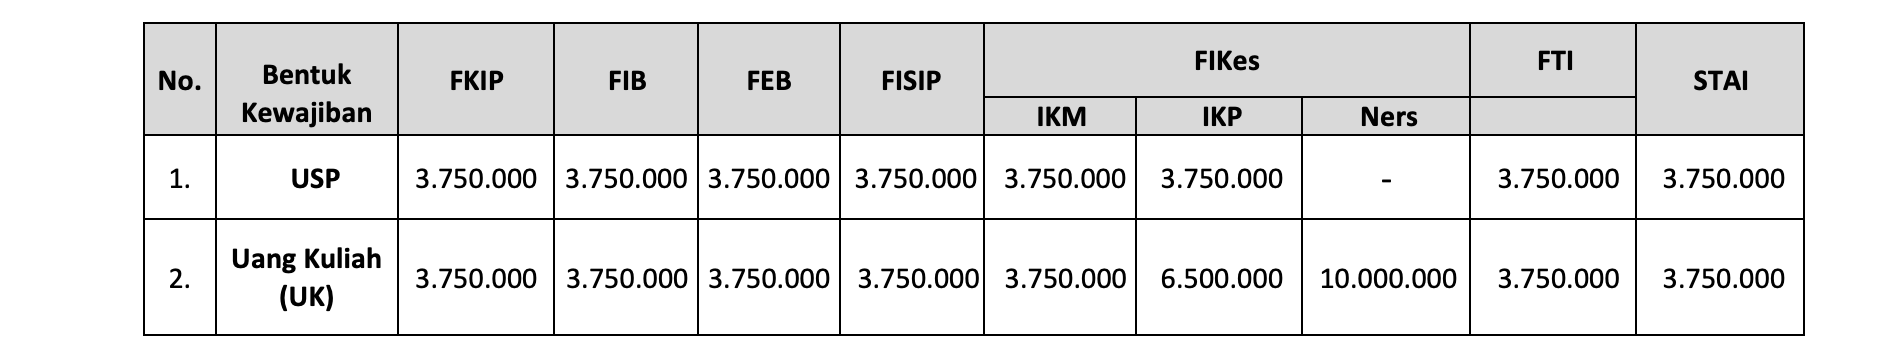 No. Bentuk Kewajiban FKIP FIB FEB FISIP FIKes FTI STAI
IKM IKP Ners
1. USP 3.750.000 3.750.000 3.750.000 3.750.000 3.750.000 3.750.000 - 3.750.000 3.750.000
2. Uang Kuliah (UK) 3.750.000 3.750.000 3.750.000 3.750.000 3.750.000 6.500.000 10.000.000 3.750.000 3.750.000